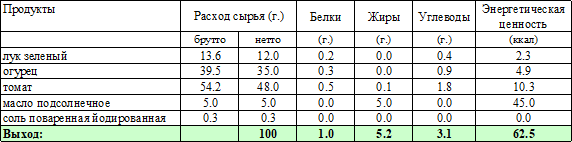 Продукты Расход сырья (г.) Белки Жиры Углеводы Энергетическая ценность
брутто нетто (г.) (г.) (г.) (ккал)
лук зеленый 13.6 12.0 0.2 0.0 0.4 2.3
огурец 39.5 35.0 0.3 0.0 0.9 4.9
томат 54.2 48.0 0.5 0.1 1.8 10.3
масло подсолнечное 5.0 5.0 0.0 5.0 0.0 45.0
соль поваренная йодированная 0.3 0.3 0.0 0.0 0.0 0.0
Выход: 100 1.0 5.2 3.1 62.5